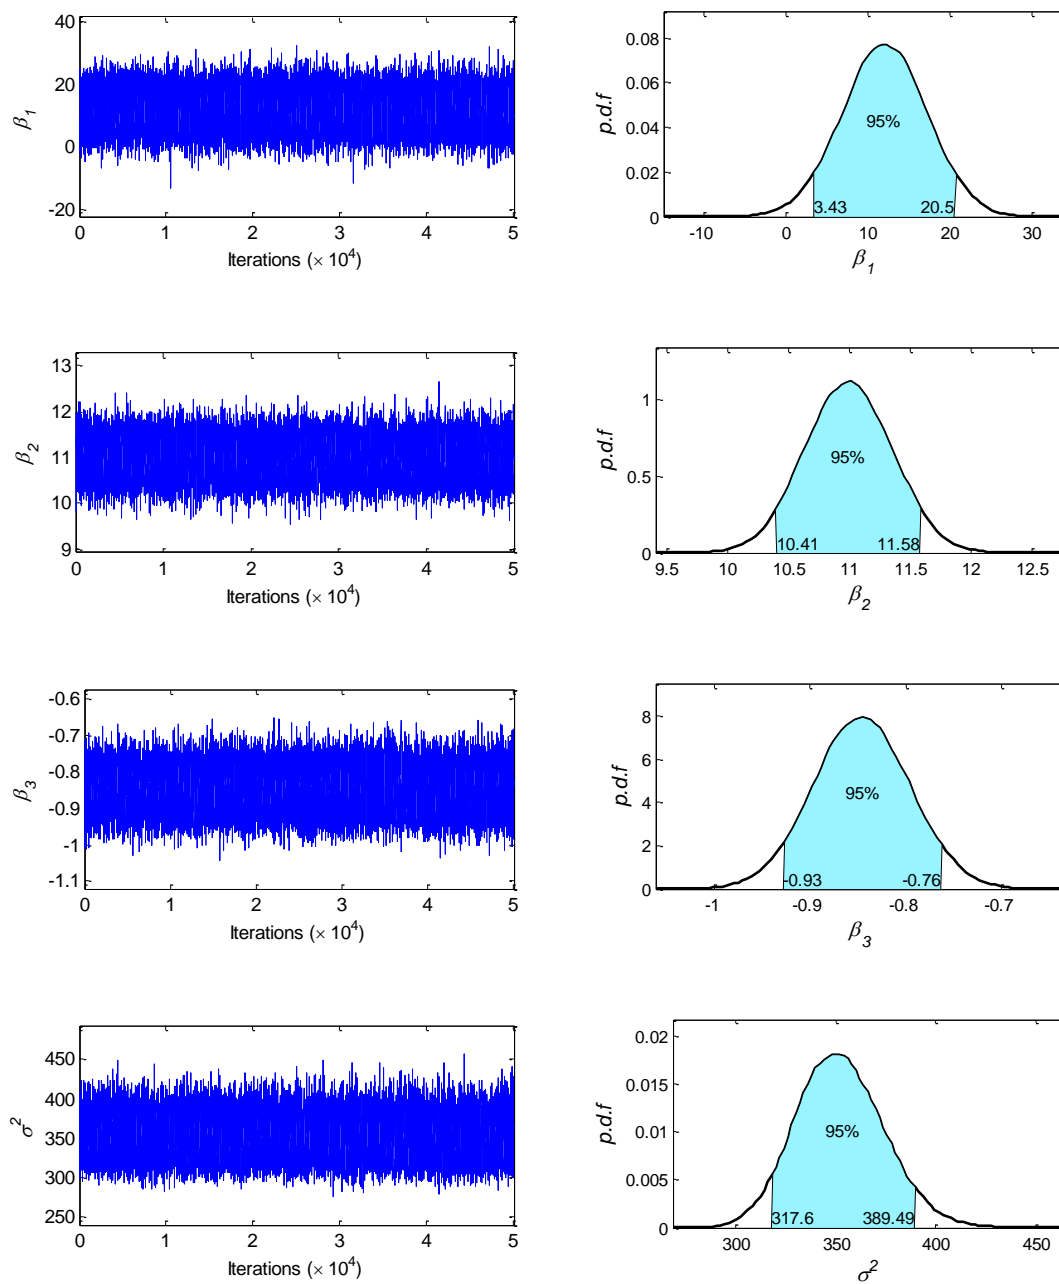 40
20
0
-20
β1
0 1 2 3 4 5
Iterations (× 10^4)
0.08
0.06
0.04
0.02
0
p.d.f
95%
3.43 20.5
-10 0 10 20 30
β1
13
12
11
10
9
β2
0 1 2 3 4 5
Iterations (× 10^4)
1
0.5
0
p.d.f
95%
10.41 11.58
9.5 10 10.5 11 11.5 12 12.5
β2
-0.6
-0.7
-0.8
-0.9
-1
-1.1
β3
0 1 2 3 4 5
Iterations (× 10^4)
8
6
4
2
0
p.d.f
95%
-0.93 -0.76
-1 -0.9 -0.8 -0.7
β3
450
400
350
300
250
σ^2
0 1 2 3 4 5
Iterations (× 10^4)
0.02
0.015
0.01
0.005
0
p.d.f
95%
317.6 389.49
300 350 400 450
σ^2